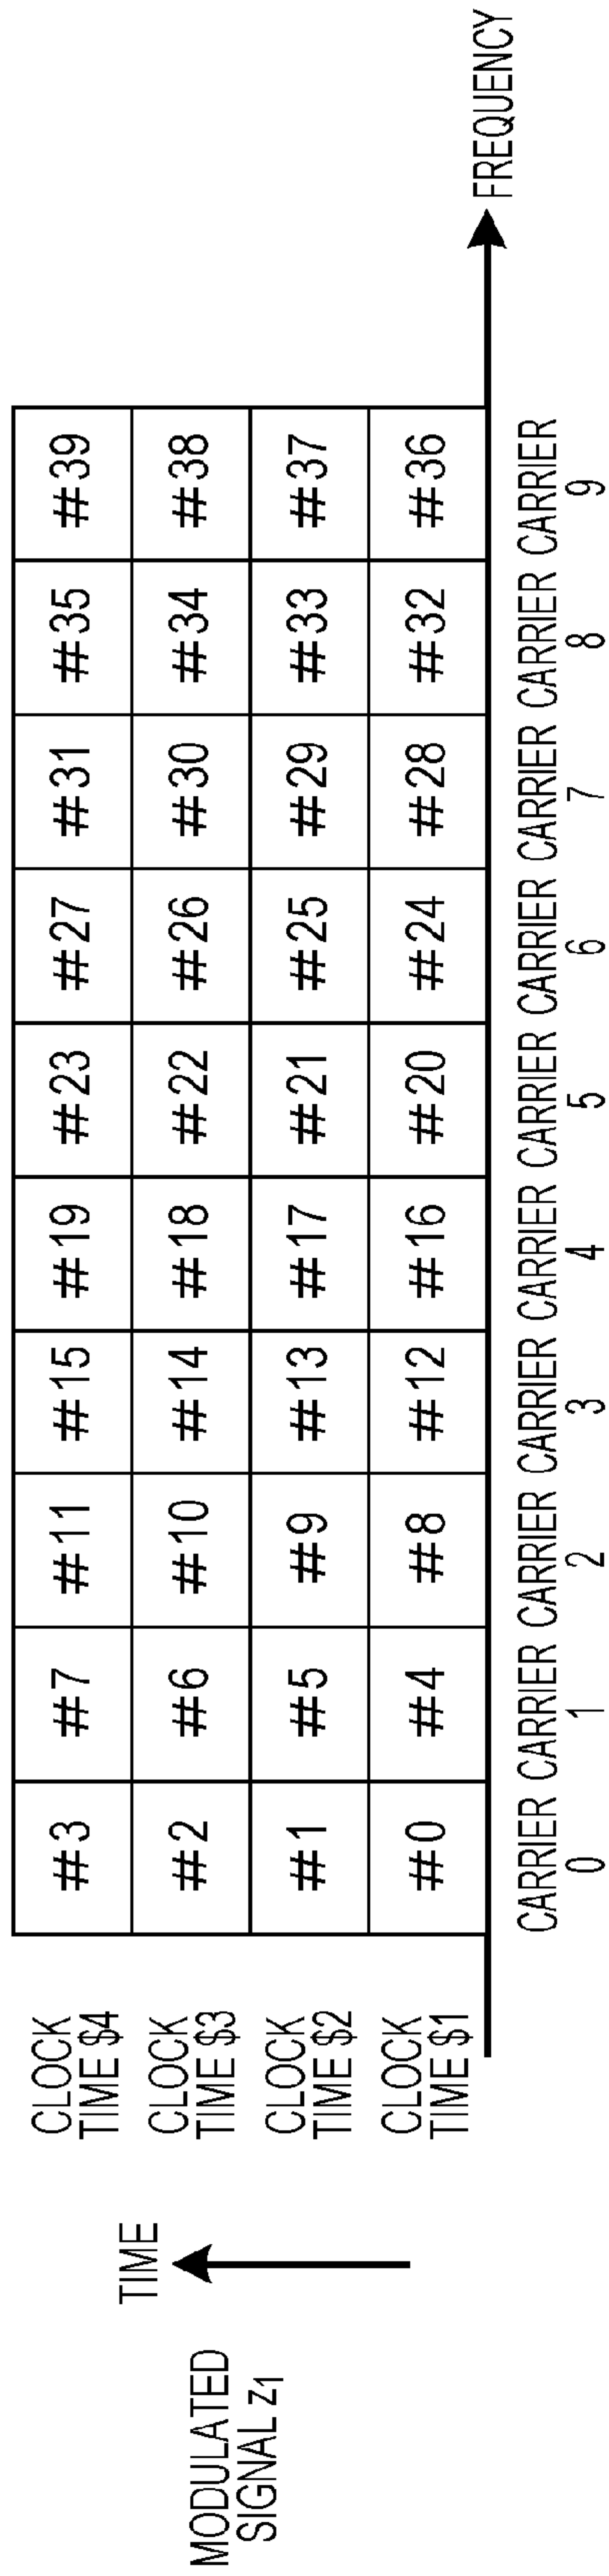 MODULATED
SIGNAL z1
TIME
CLOCK
TIME $4
#3 #7 #11 #15 #19 #23 #27 #31 #35 #39
CLOCK
TIME $3
#2 #6 #10 #14 #18 #22 #26 #30 #34 #38
CLOCK
TIME $2
#1 #5 #9 #13 #17 #21 #25 #29 #33 #37
CLOCK
TIME $1
#0 #4 #8 #12 #16 #20 #24 #28 #32 #36
FREQUENCY
CARRIER CARRIER CARRIER CARRIER CARRIER CARRIER CARRIER CARRIER CARRIER CARRIER
0 1 2 3 4 5 6 7 8 9